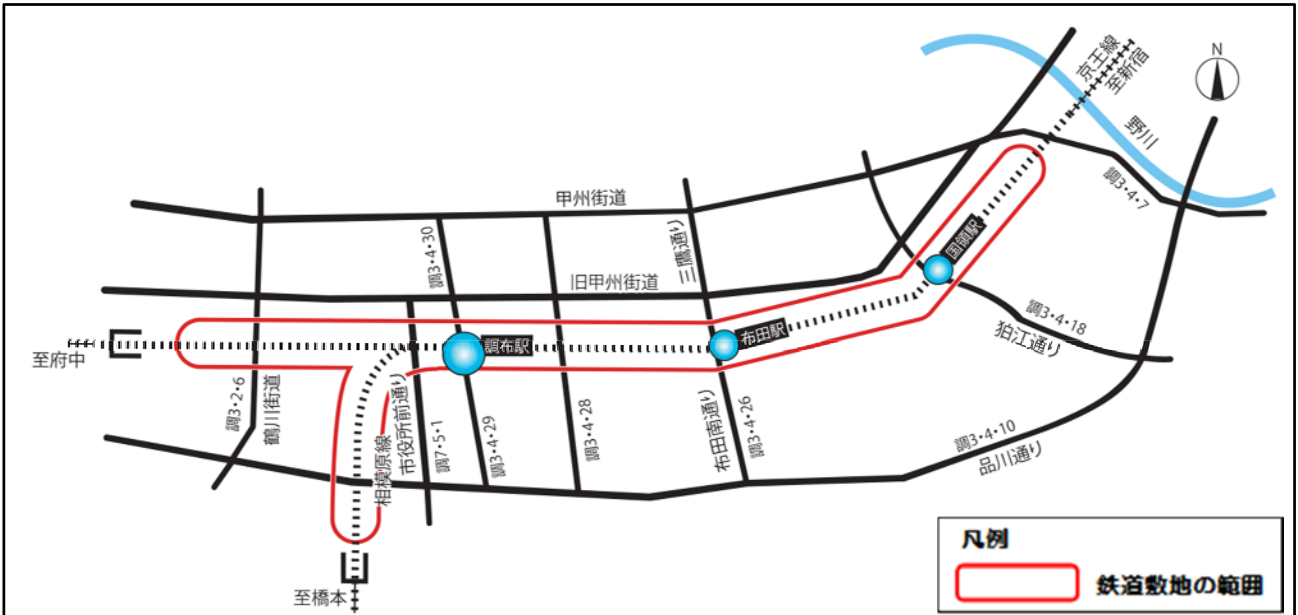 N
京王線
至新宿
野川
調3・4・7
甲州街道
調3・4・30
三鷹通り
国領駅
旧甲州街道
調3・4・18
狛江通り
布田駅
調布駅
至府中
調3・2・6
鶴川街道
相模原線
市役所前通り
調7・5・1
調3・4・29
調3・4・28
布田南通り
調3・4・26
調3・4・10
品川通り
至橋本
凡例
鉄道敷地の範囲